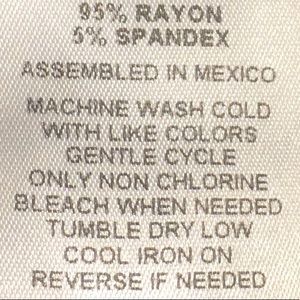 95% RAYON
5% SPANDEX
ASSEMBLED IN MEXICO
MACHINE WASH COLD
WITH LIKE COLORS
GENTLE CYCLE
ONLY NON CHLORINE
BLEACH WHEN NEEDED
TUMBLE DRY LOW
COOL IRON ON
REVERSE IF NEEDED